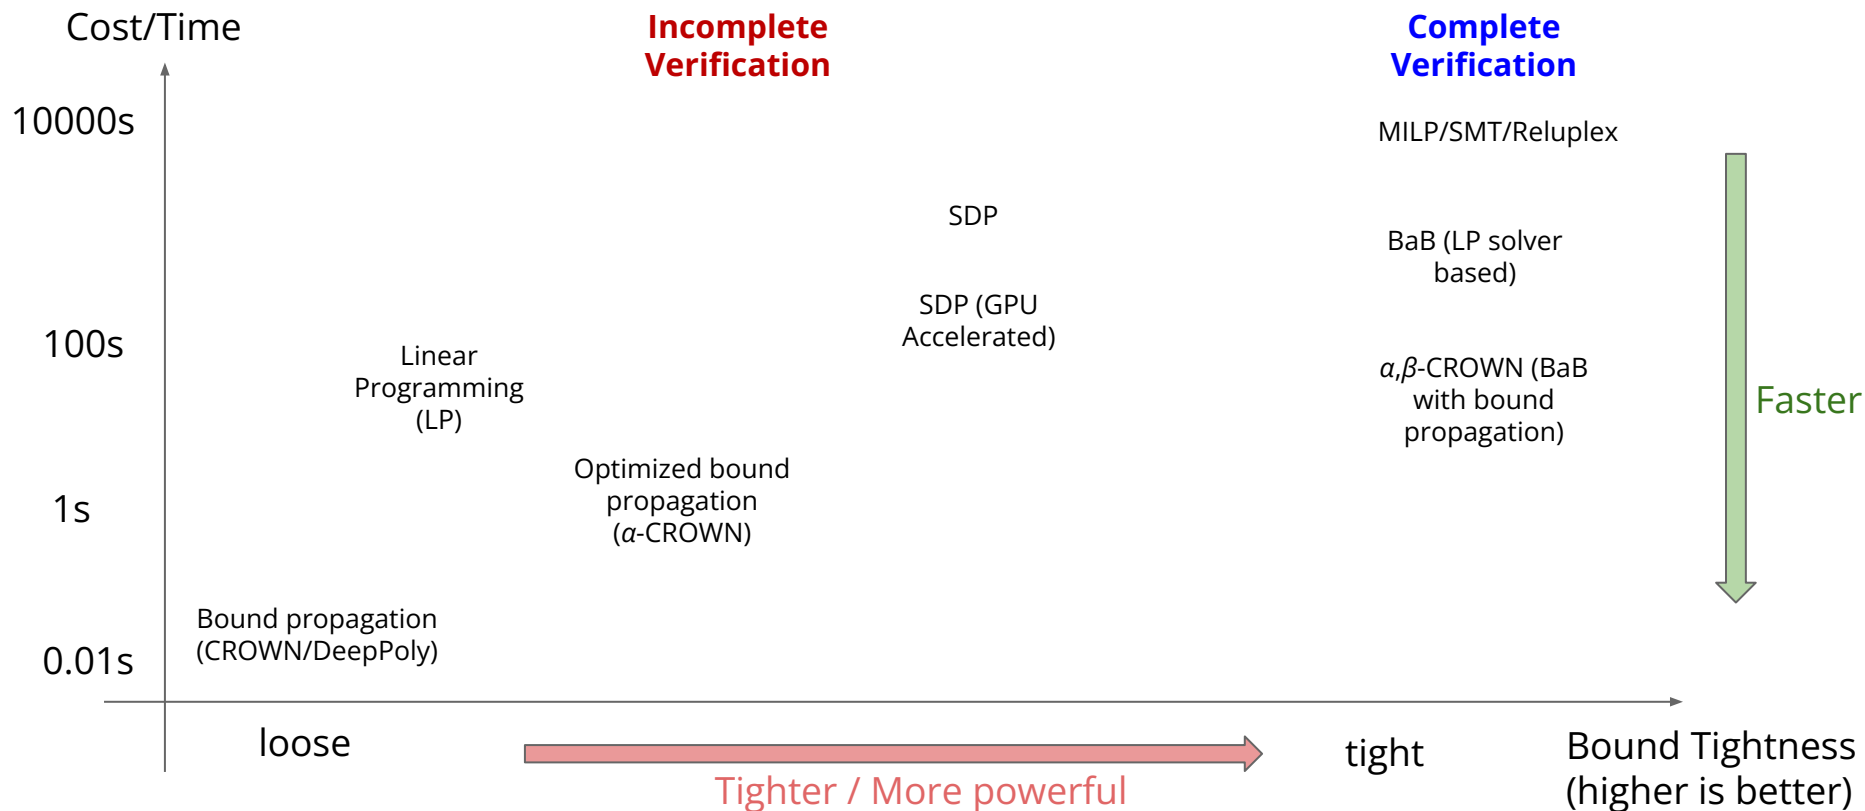 Cost/Time
Incomplete
Verification
Complete
Verification
10000s
MILP/SMT/Reluplex
SDP
BaB (LP solver
based)
SDP (GPU
Accelerated)
100s
Linear
Programming
(LP)
α,β-CROWN (BaB
with bound
propagation)
Faster
Optimized bound
propagation
(α-CROWN)
1s
Bound propagation
(CROWN/DeepPoly)
0.01s
loose
Tighter / More powerful
tight
Bound Tightness
(higher is better)